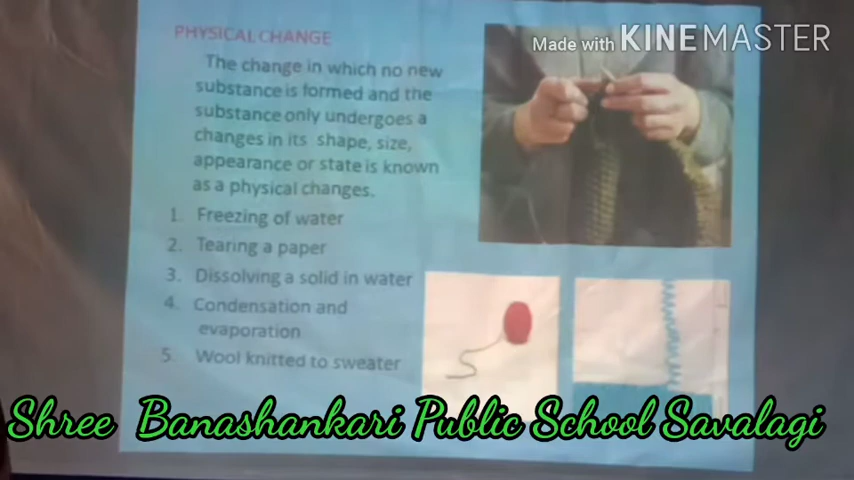 Made with KINEMASTER
PHYSICAL CHANGE
The change in which no new
substance is formed and the
substance only undergoes a
changes in its shape, size,
appearance or state is known
as a physical changes.
1. Freezing of water
2. Tearing a paper
3. Dissolving a solid in water
4. Condensation and
evaporation
5. Wool knitted to sweater
Shree Banashankari Public School Savalagi